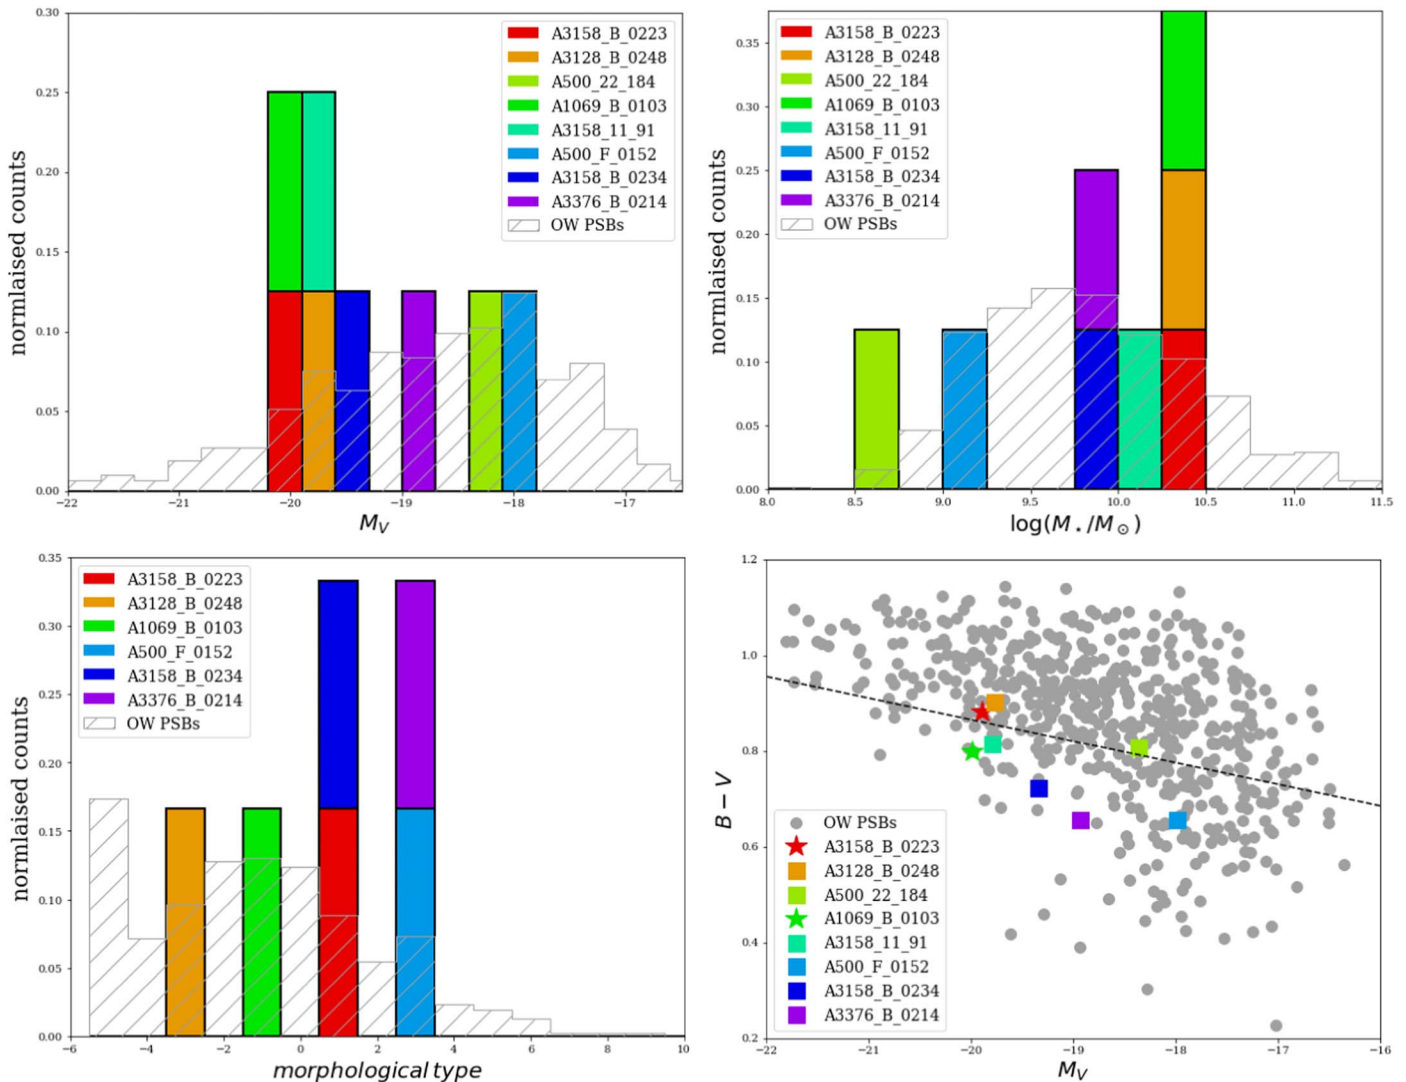 0.30
0.25
0.20
0.15
0.10
0.05
0.00
normlaised counts
A3158_B_0223
A3128_B_0248
A500_22_184
A1069_B_0103
A3158_11_91
A500_F_0152
A3158_B_0234
A3376_B_0214
OW PSBs
−22 −21 −20 −19 −18 −17
M_V
0.35
0.30
0.25
0.20
0.15
0.10
0.05
0.00
normlaised counts
A3158_B_0223
A3128_B_0248
A500_22_184
A1069_B_0103
A3158_11_91
A500_F_0152
A3158_B_0234
A3376_B_0214
OW PSBs
8.0 8.5 9.0 9.5 10.0 10.5 11.0 11.5
log(M⋆/M⊙)
0.35
0.30
0.25
0.20
0.15
0.10
0.05
0.00
normlaised counts
A3158_B_0223
A3128_B_0248
A1069_B_0103
A500_F_0152
A3158_B_0234
A3376_B_0214
OW PSBs
−6 −4 −2 0 2 4 6 8 10
morphological type
1.2
1.0
0.8
0.6
0.4
0.2
B − V
OW PSBs
A3158_B_0223
A3128_B_0248
A500_22_184
A1069_B_0103
A3158_11_91
A500_F_0152
A3158_B_0234
A3376_B_0214
−22 −21 −20 −19 −18 −17 −16
M_V